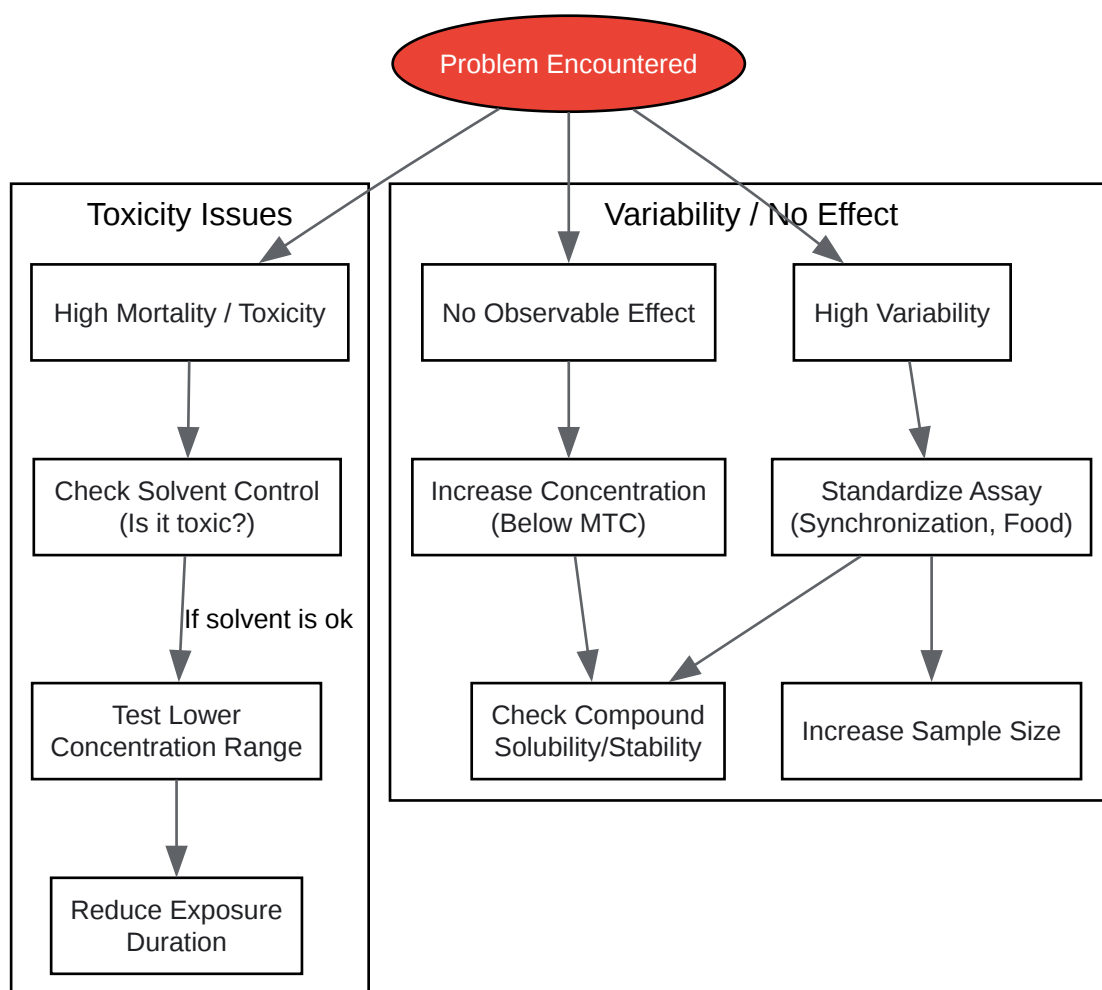 Problem Encountered
Toxicity Issues
Variability / No Effect
High Mortality / Toxicity
No Observable Effect
High Variability
Check Solvent Control
(Is it toxic?)
Increase Concentration
(Below MTC)
Standardize Assay
(Synchronization, Food)
If solvent is ok
Test Lower
Concentration Range
Check Compound
Solubility/Stability
Increase Sample Size
Reduce Exposure
Duration